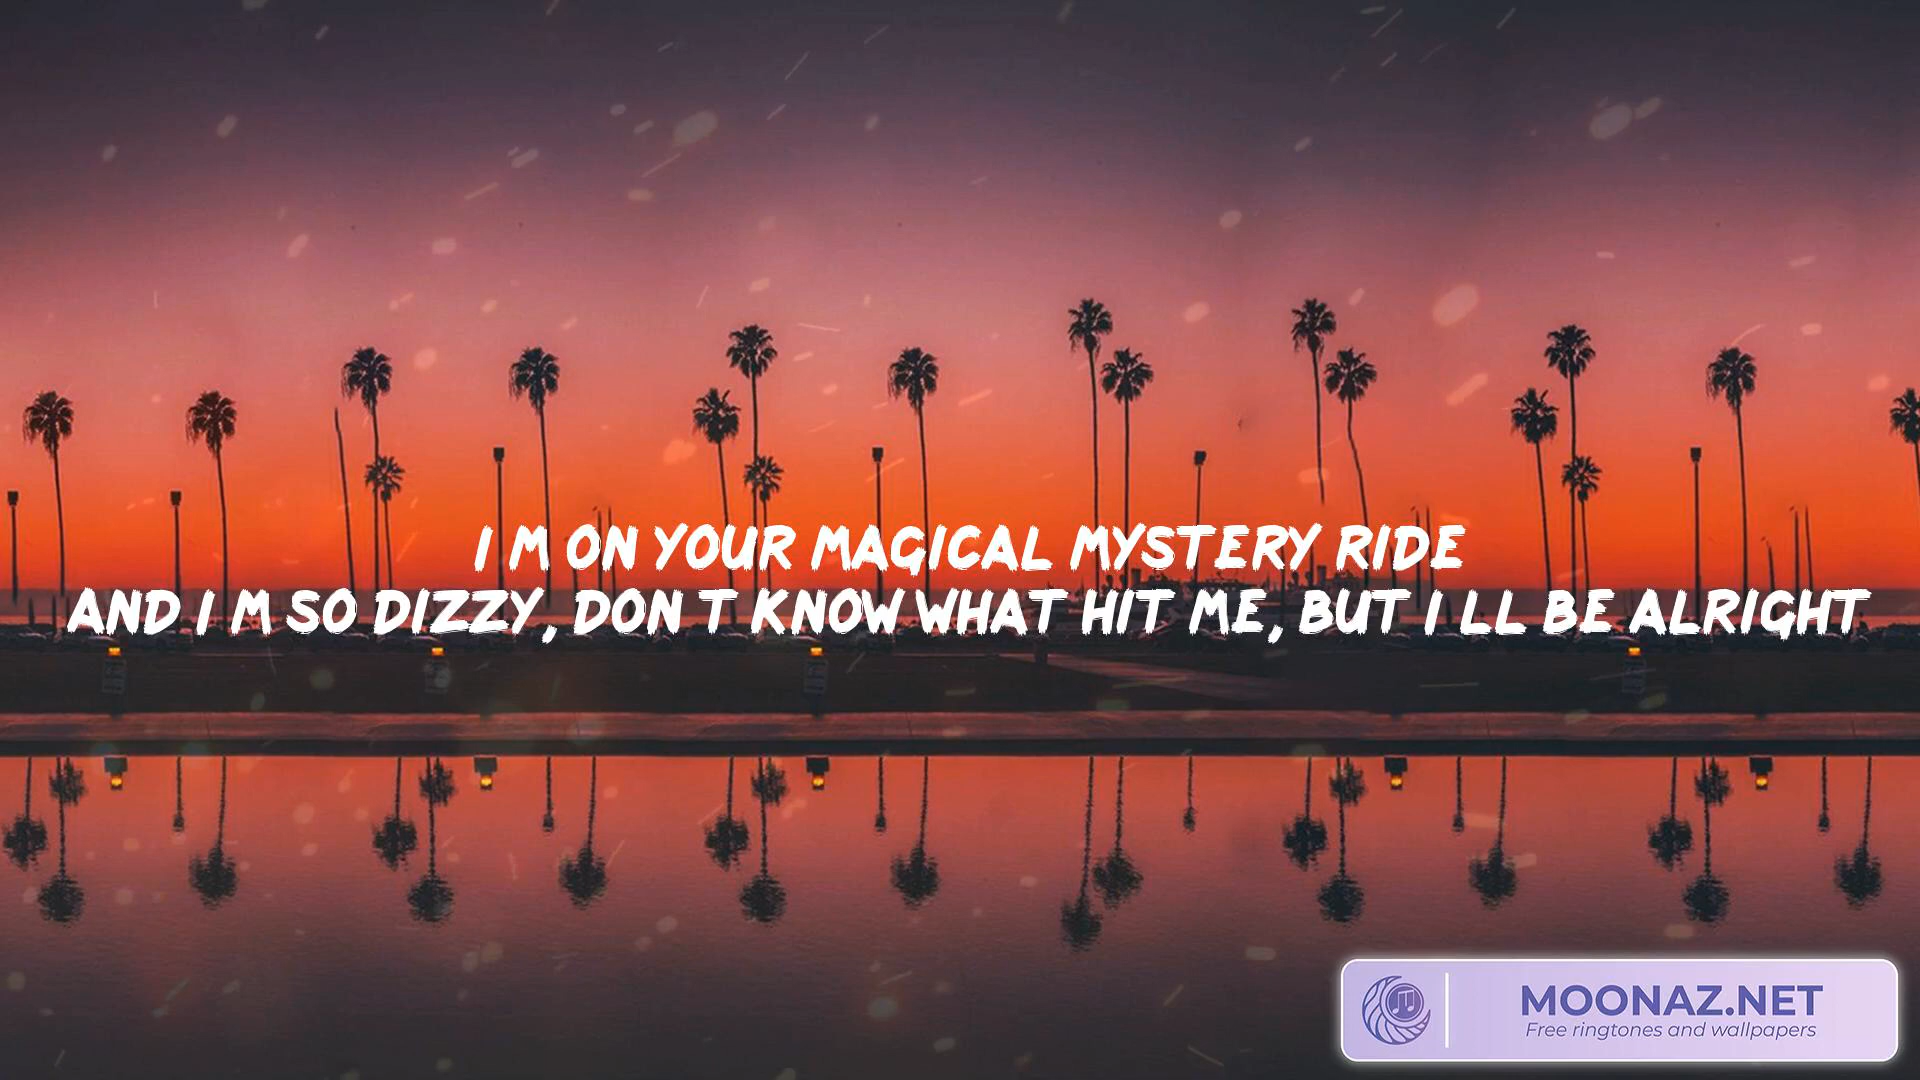 I M ON YOUR MAGICAL MYSTERY RIDE
AND I M SO DIZZY, DON T KNOW WHAT HIT ME, BUT I LL BE ALRIGHT
MOONAZ.NET
Free ringtones and wallpapers